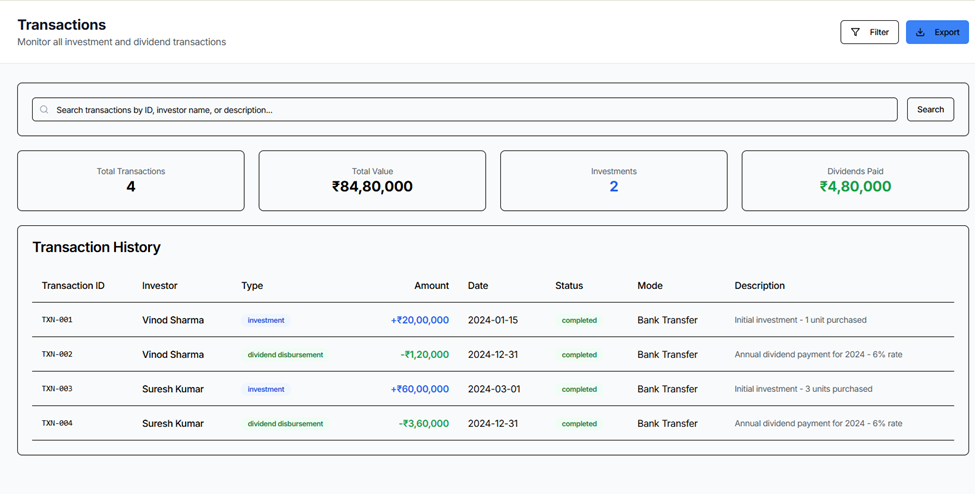 Transactions
Monitor all investment and dividend transactions
Filter
Export
Search transactions by ID, investor name, or description...
Search
Total Transactions
4
Total Value
₹84,80,000
Investments
2
Dividends Paid
₹4,80,000
Transaction History
Transaction ID Investor Type Amount Date Status Mode Description
TXN-001 Vinod Sharma investment +₹20,00,000 2024-01-15 completed Bank Transfer Initial investment - 1 unit purchased
TXN-002 Vinod Sharma dividend disbursement -₹1,20,000 2024-12-31 completed Bank Transfer Annual dividend payment for 2024 - 6% rate
TXN-003 Suresh Kumar investment +₹60,00,000 2024-03-01 completed Bank Transfer Initial investment - 3 units purchased
TXN-004 Suresh Kumar dividend disbursement -₹3,60,000 2024-12-31 completed Bank Transfer Annual dividend payment for 2024 - 6% rate